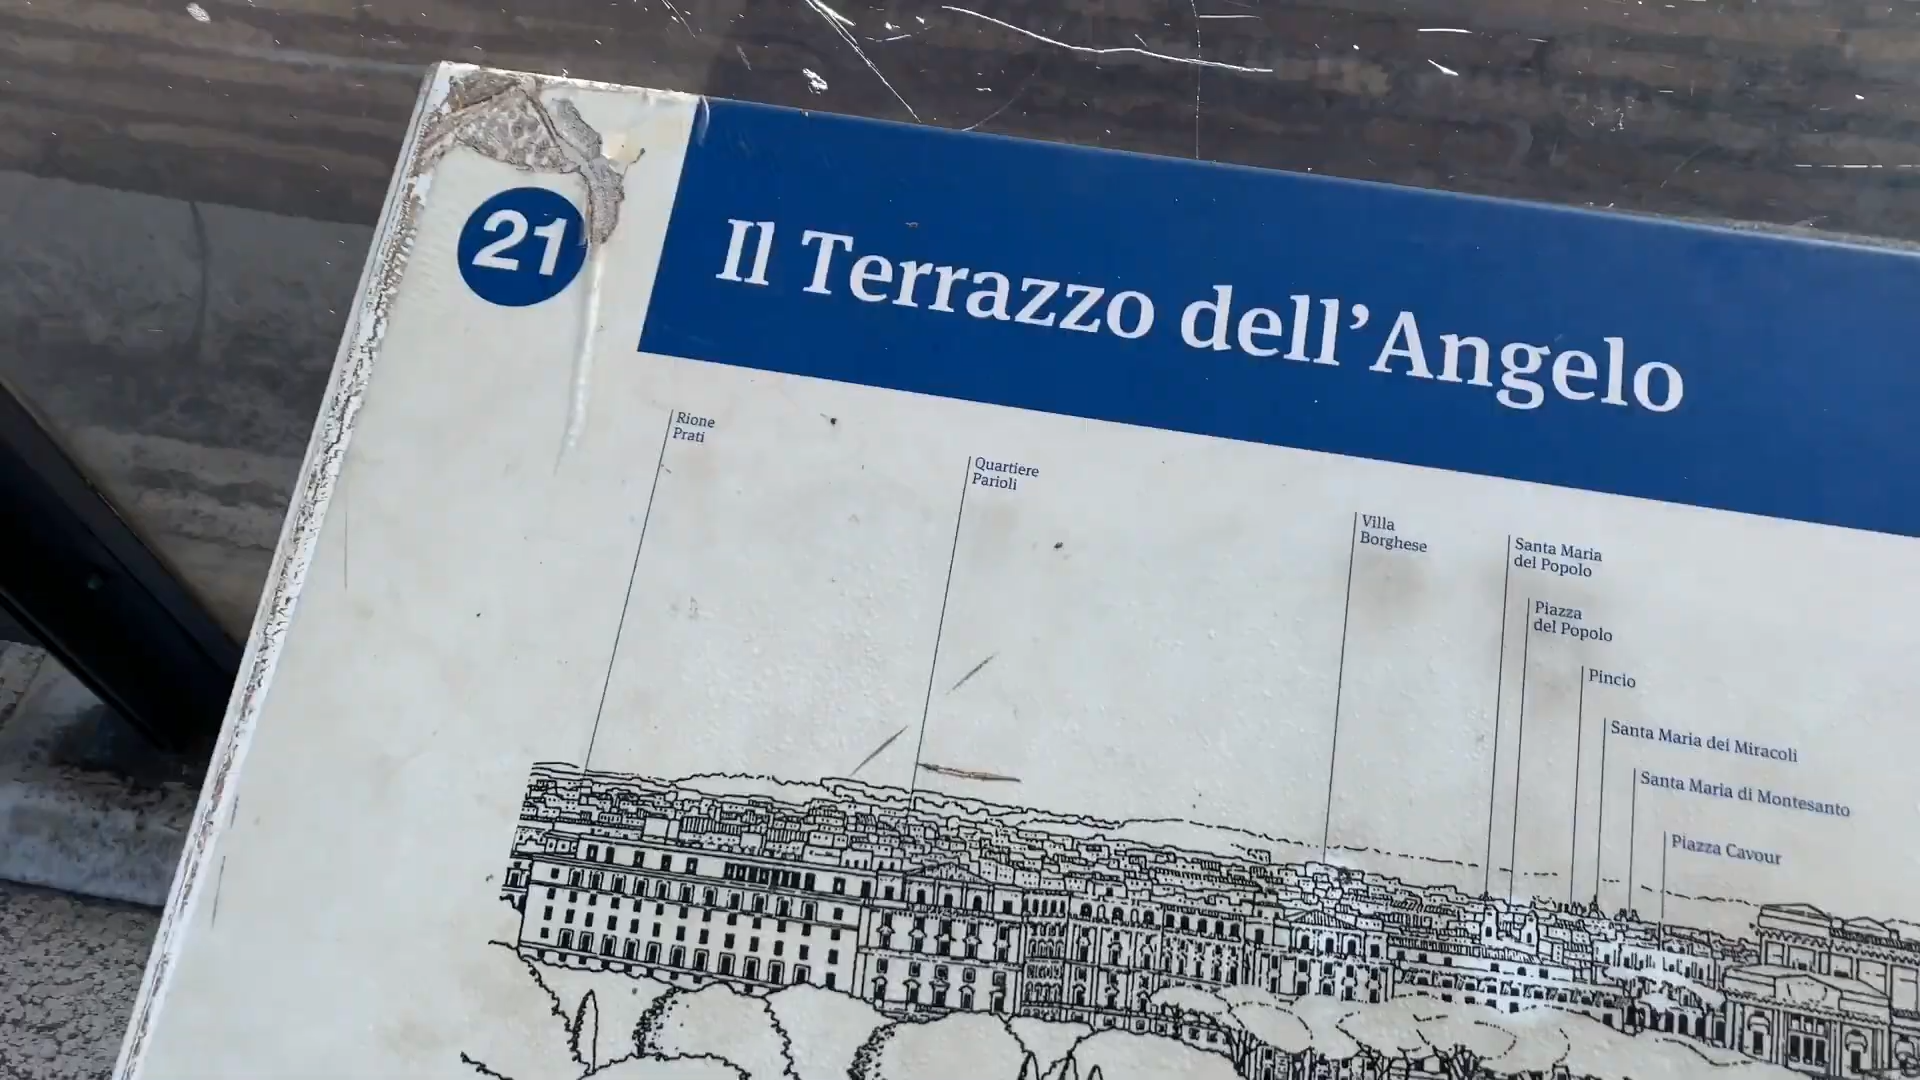 21
Il Terrazzo dell’Angelo
Rione
Prati
Quartiere
Parioli
Villa
Borghese
Santa Maria
del Popolo
Piazza
del Popolo
Pincio
Santa Maria dei Miracoli
Santa Maria di Montesanto
Piazza Cavour